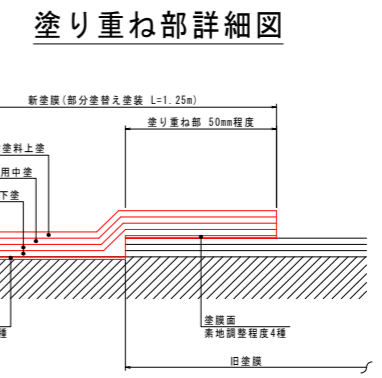 塗り重ね部詳細図
新塗膜(部分塗替え塗装 L=1.25m)
塗り重ね部 50mm程度
塗料上塗
用中塗
下塗
種
塗膜面
素地調整程度4種
旧塗膜